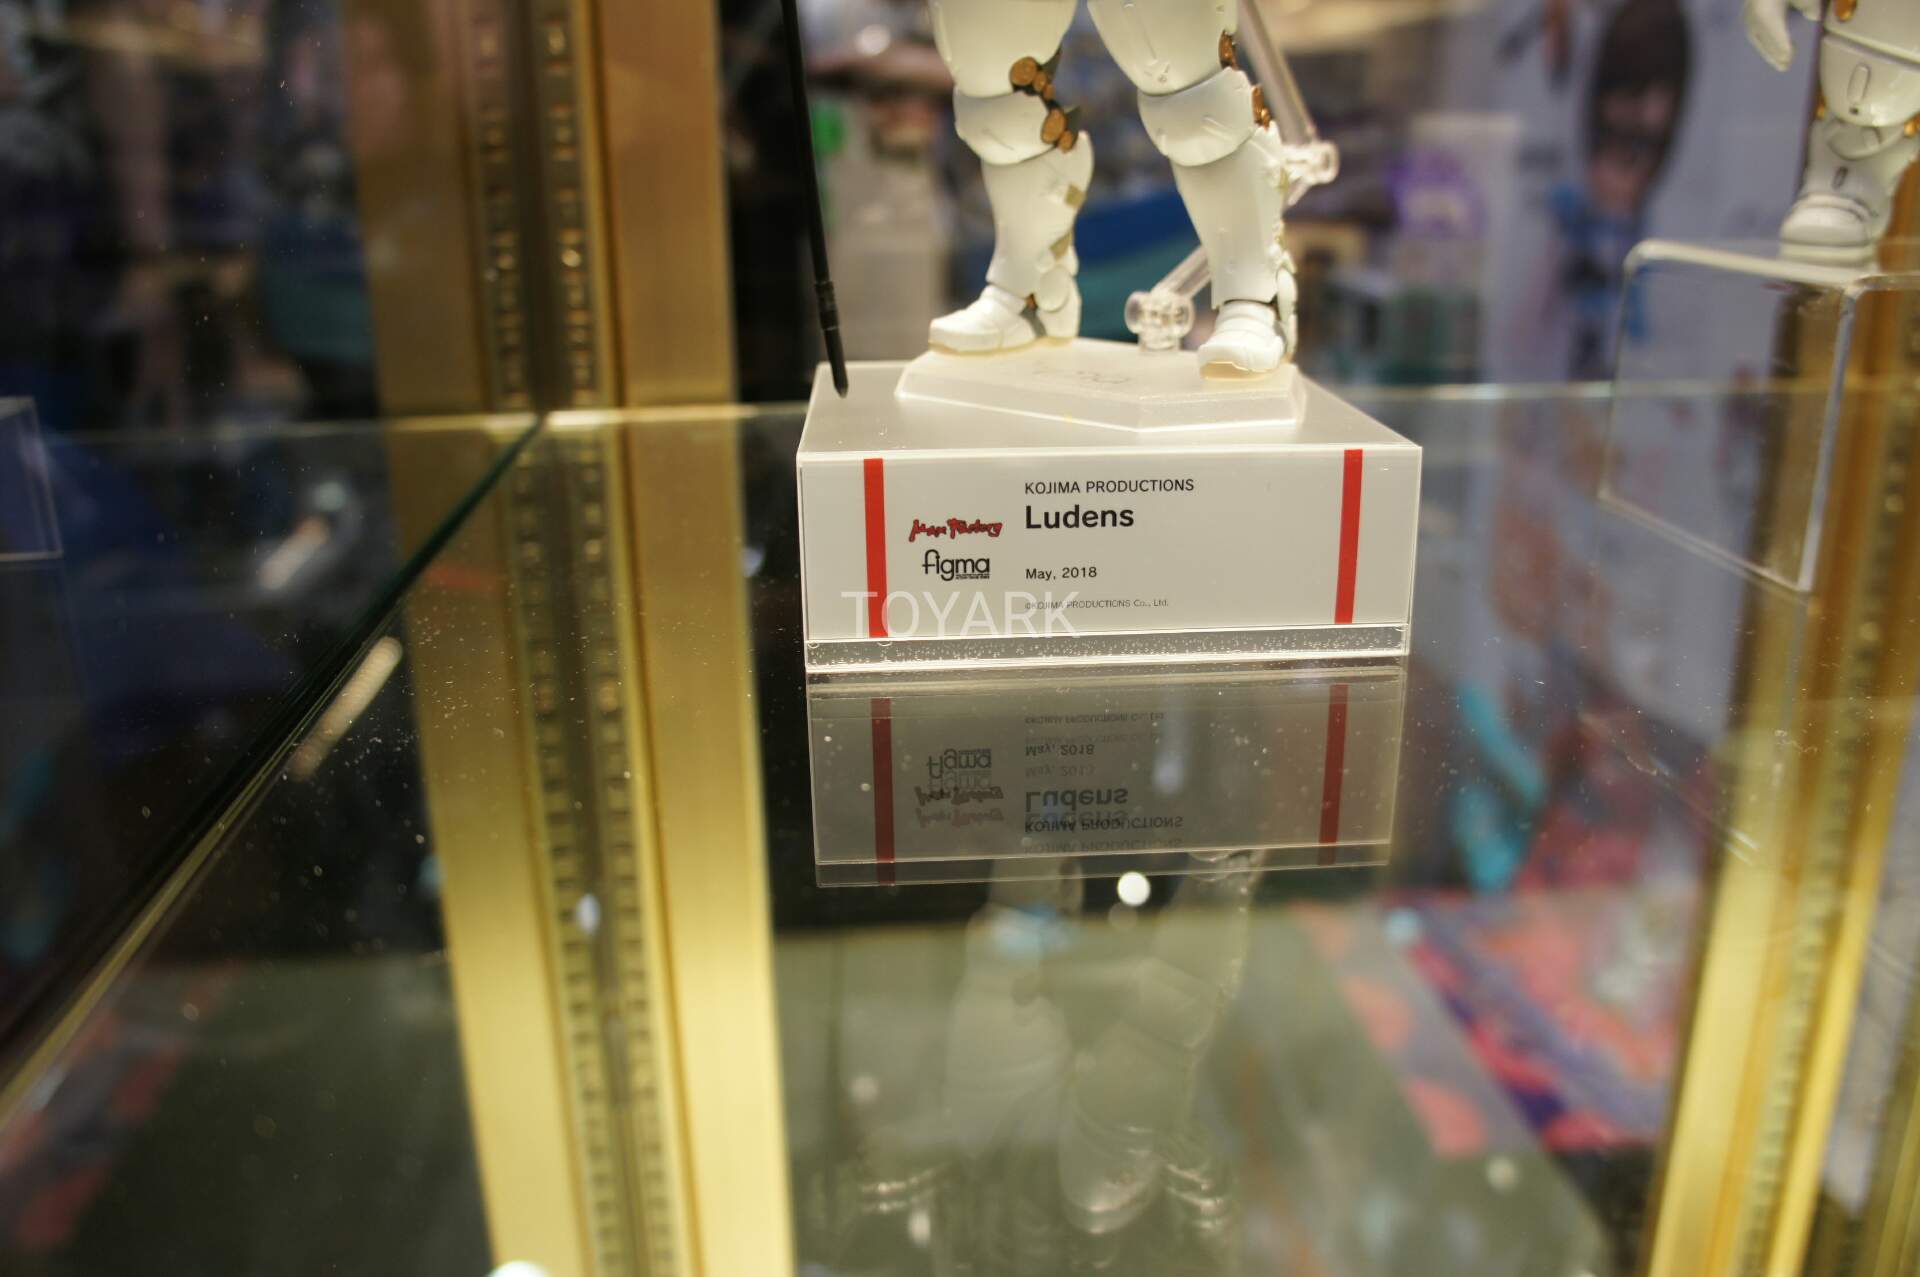 KOJIMA PRODUCTIONS
Ludens
Max Factory
figma
May, 2018
©KOJIMA PRODUCTIONS Co., Ltd.
TOYARK